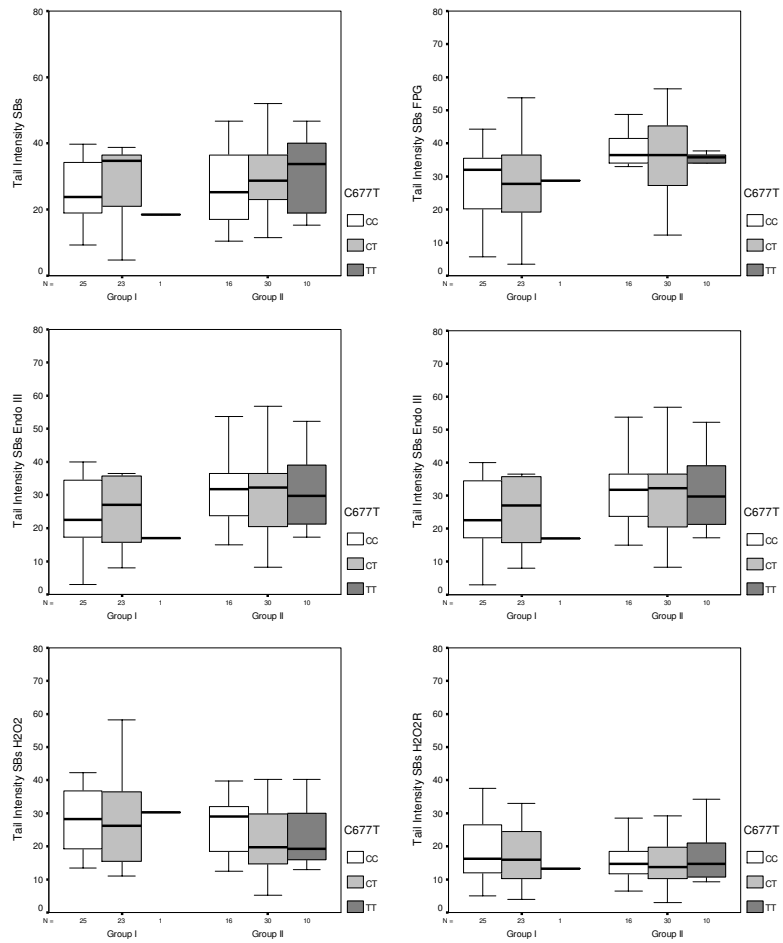 80
60
40
20
0
Tail Intensity SBs
N =
25
23
1
16
30
10
Group I
Group II
C677T
CC
CT
TT
80
70
60
50
40
30
20
10
0
Tail Intensity SBs FPG
N =
25
23
1
16
30
10
Group I
Group II
C677T
CC
CT
TT
80
70
60
50
40
30
20
10
0
Tail Intensity SBs Endo III
N =
25
23
1
16
30
10
Group I
Group II
C677T
CC
CT
TT
80
70
60
50
40
30
20
10
0
Tail Intensity SBs Endo III
N =
25
23
1
16
30
10
Group I
Group II
C677T
CC
CT
TT
80
70
60
50
40
30
20
10
0
Tail Intensity SBs H2O2
N =
25
23
1
16
30
10
Group I
Group II
C677T
CC
CT
TT
80
70
60
50
40
30
20
10
0
Tail Intensity SBs H2O2R
N =
25
23
1
16
30
10
Group I
Group II
C677T
CC
CT
TT